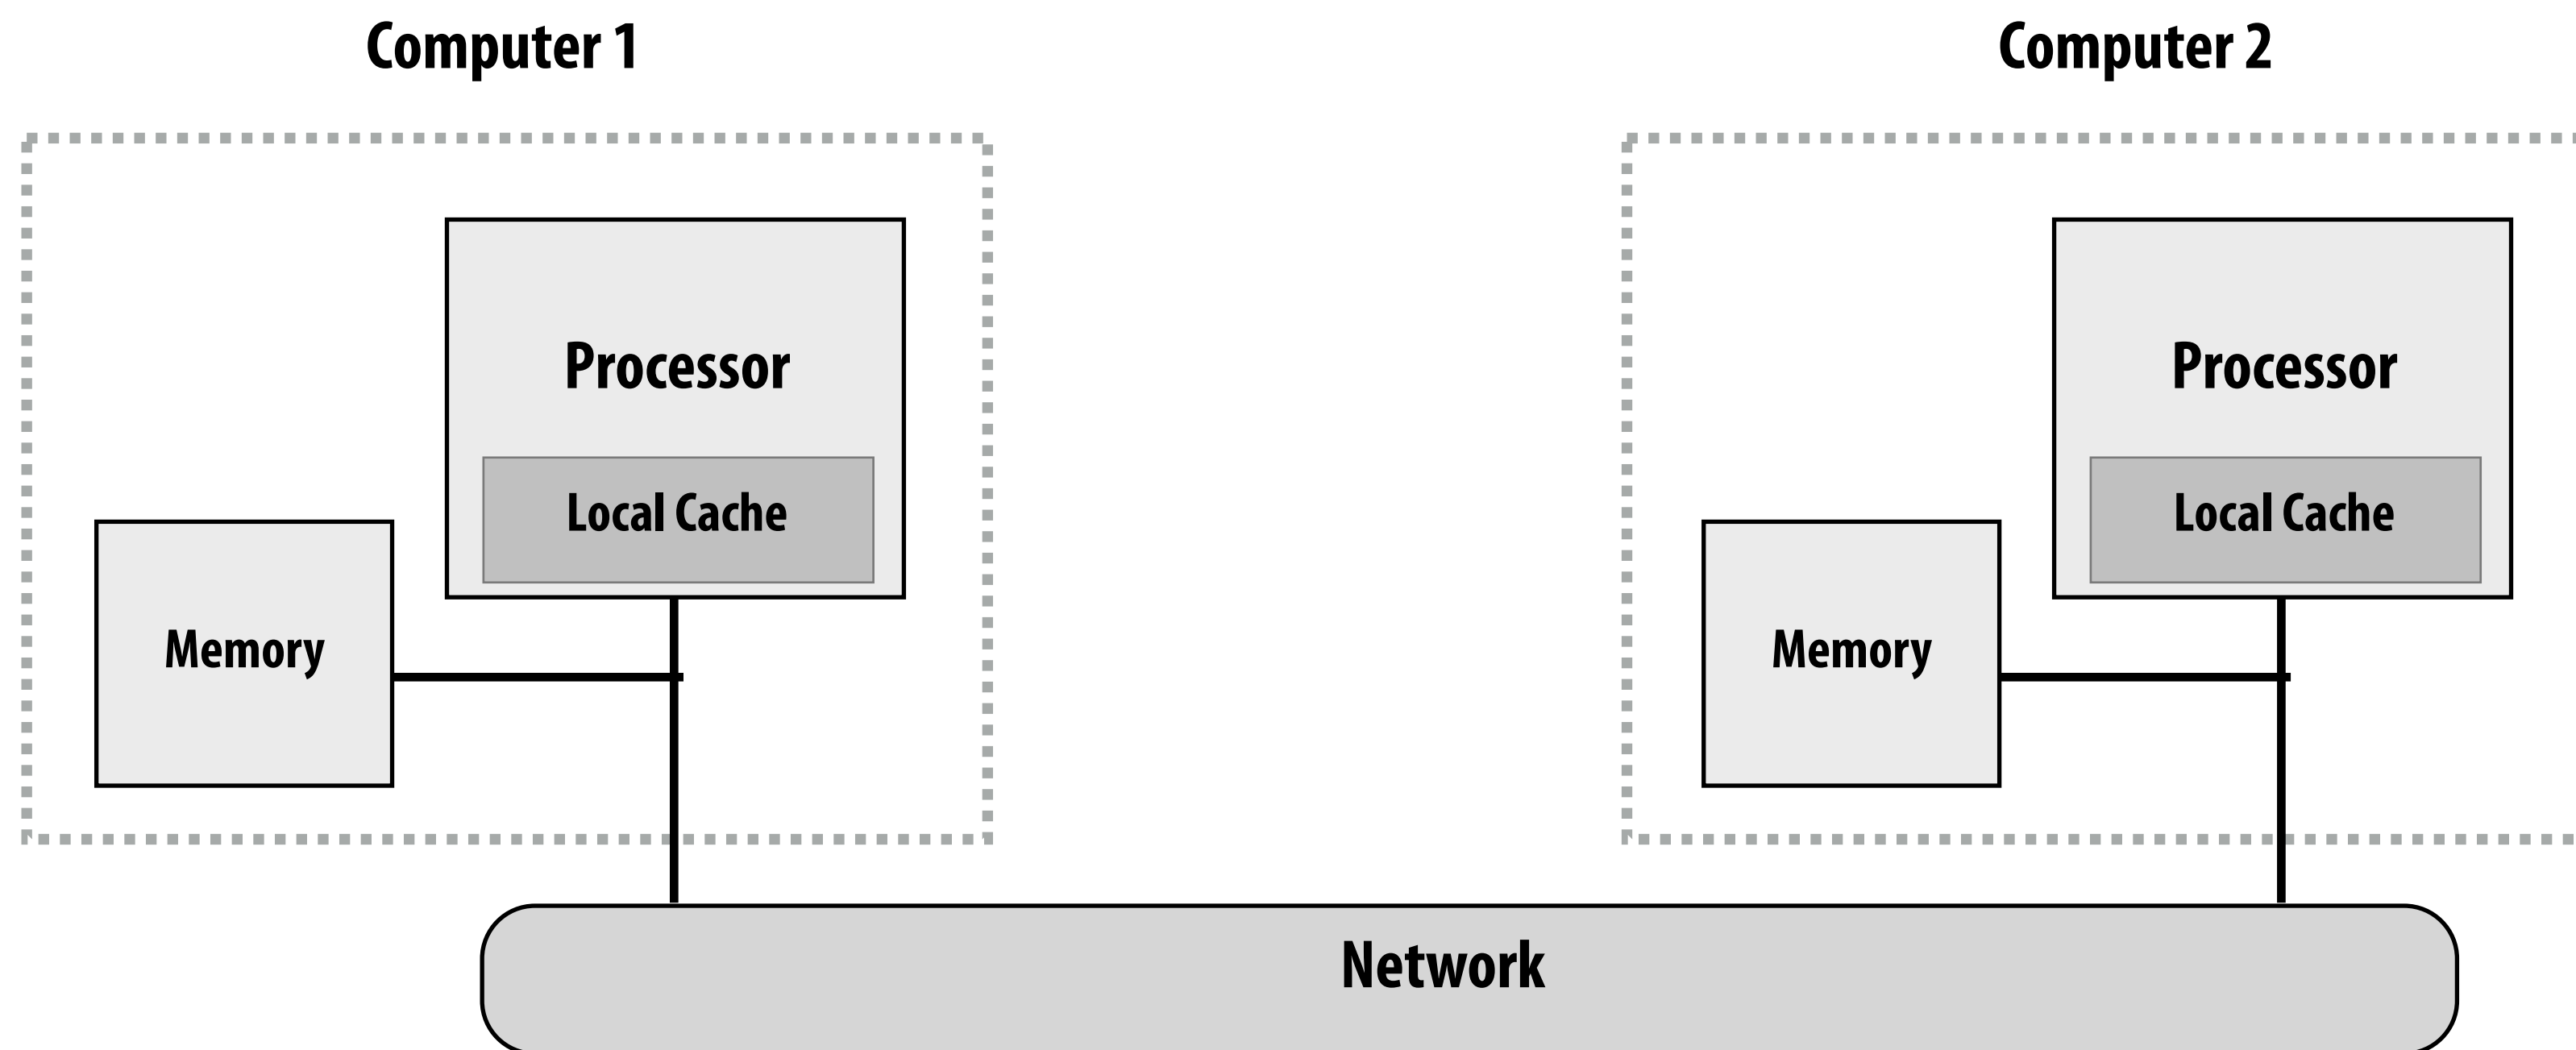 Computer 1
Computer 2
Processor
Local Cache
Memory
Processor
Local Cache
Memory
Network